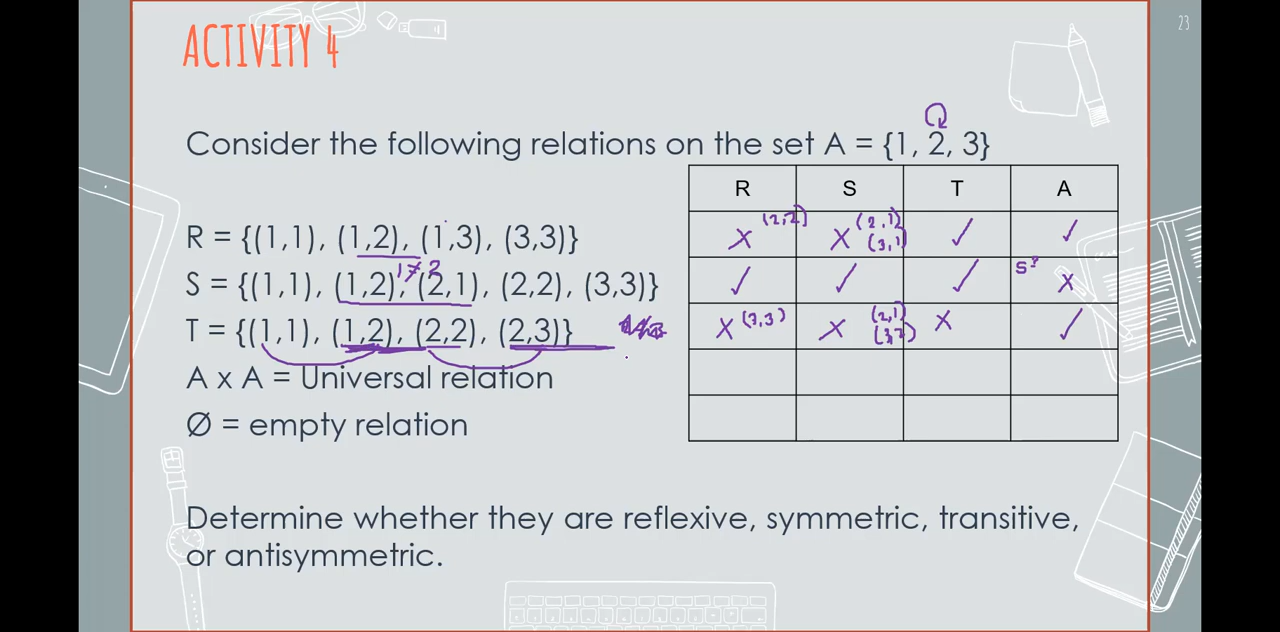 23
ACTIVITY 4
Consider the following relations on the set A = {1, 2, 3}
R S T A
R = {(1,1), (1,2), (1,3), (3,3)}
X (2,2) X (2,1) (3,1) ✓ ✓
1≠2
S = {(1,1), (1,2), (2,1), (2,2), (3,3)}
✓ ✓ ✓ X
T = {(1,1), (1,2), (2,2), (2,3)}
X (3,3) X (2,1) X ✓
A x A = Universal relation
Ø = empty relation
Determine whether they are reflexive, symmetric, transitive,
or antisymmetric.